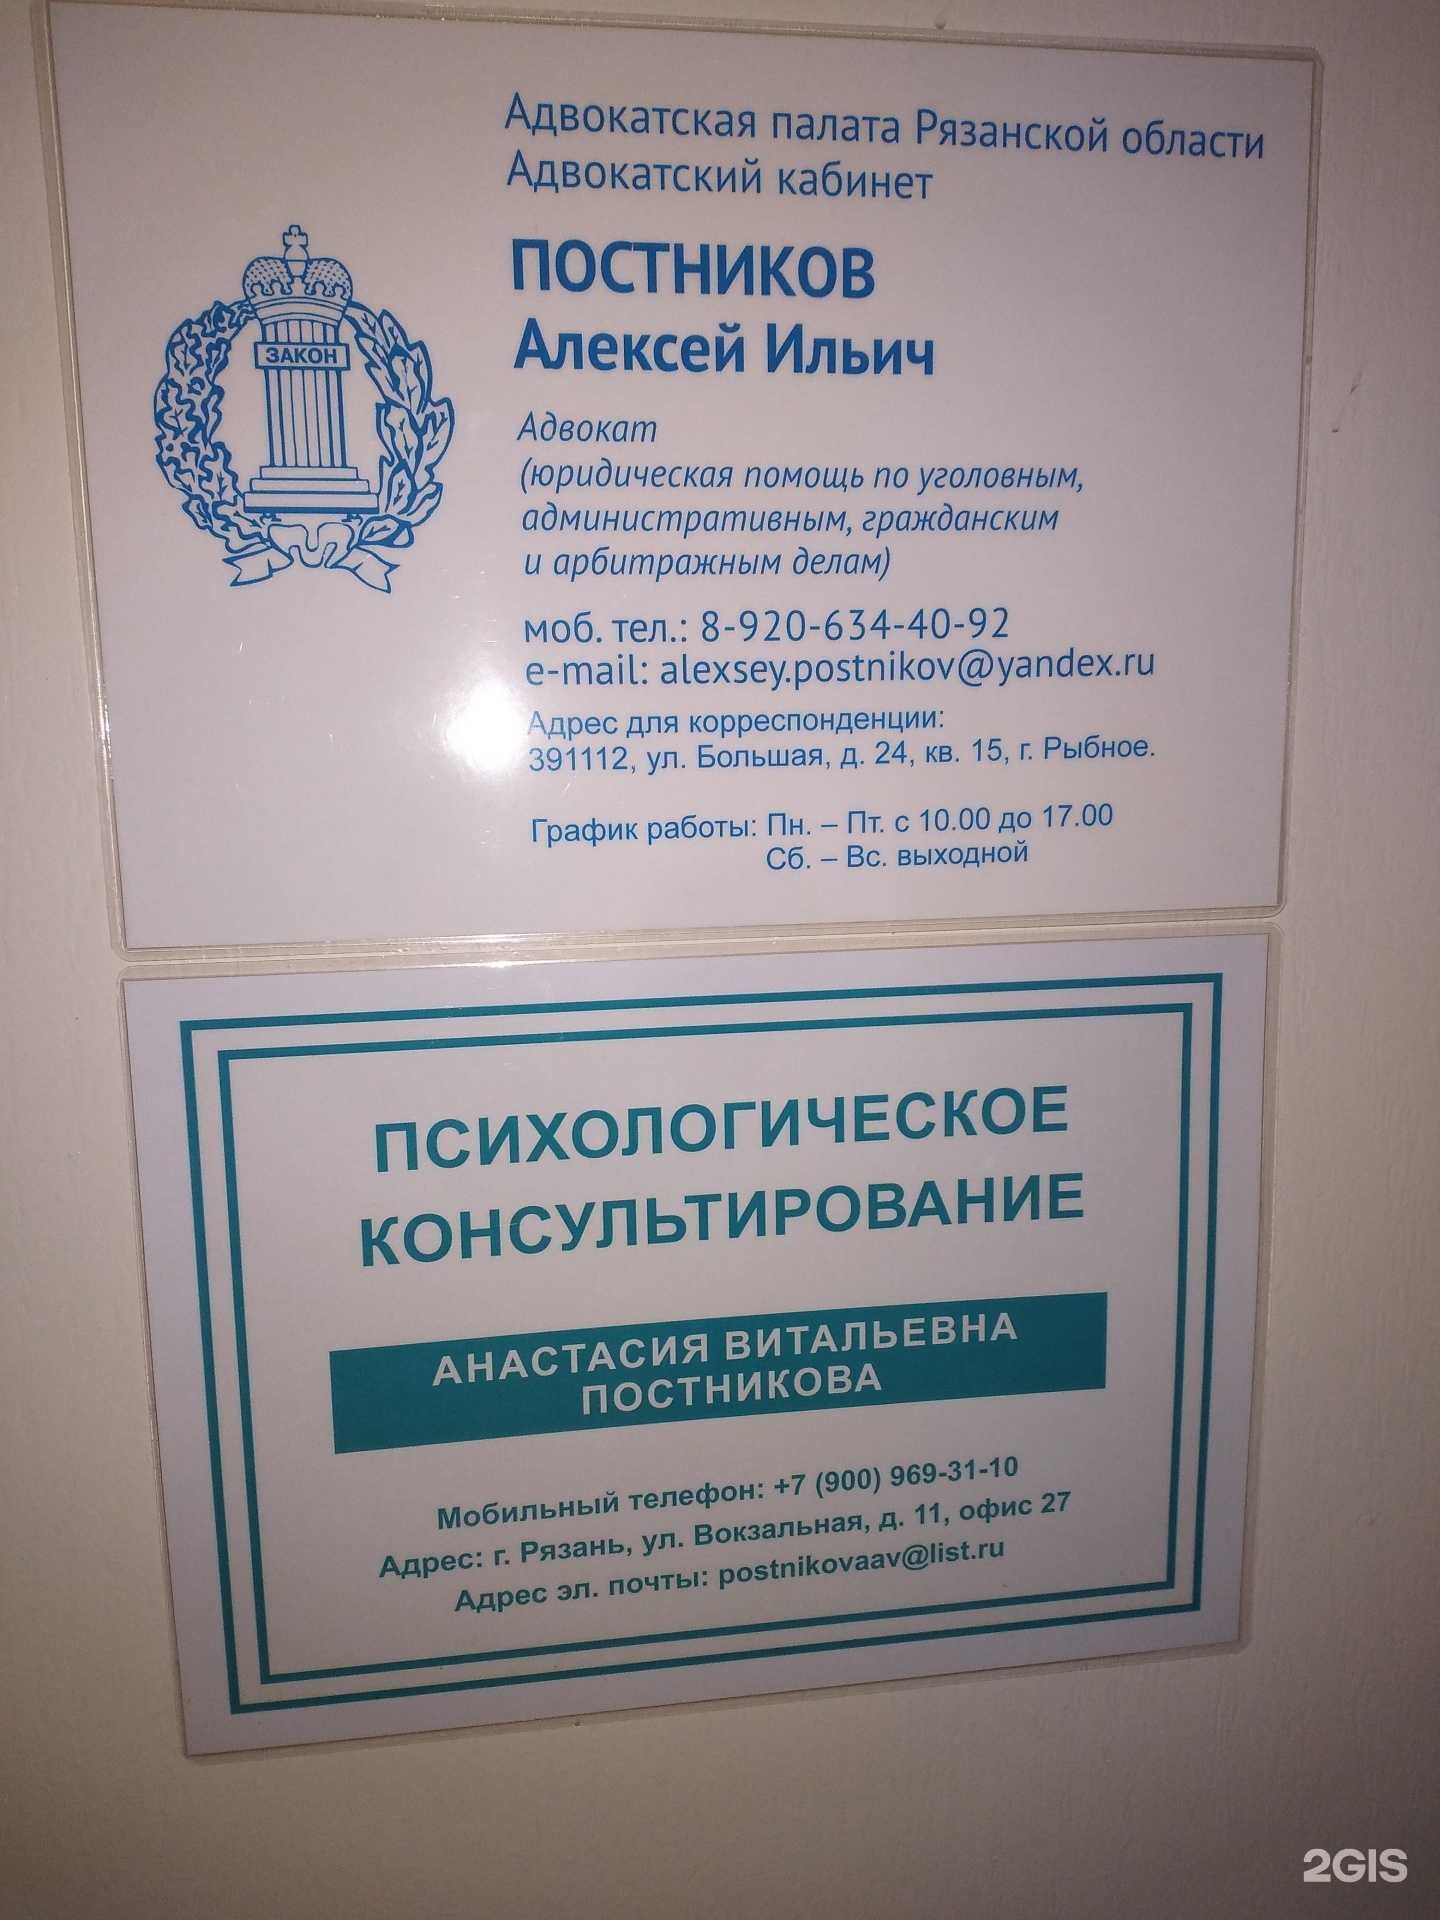 Адвокатская палата Рязанской области
Адвокатский кабинет
ПОСТНИКОВ
Алексей Ильич
ЗАКОН
Адвокат
(юридическая помощь по уголовным,
административным, гражданским
и арбитражным делам)
моб. тел.: 8-920-634-40-92
e-mail: alexsey.postnikov@yandex.ru
Адрес для корреспонденции:
391112, ул. Большая, д. 24, кв. 15, г. Рыбное.
График работы: Пн. – Пт. с 10.00 до 17.00
Сб. – Вс. выходной
ПСИХОЛОГИЧЕСКОЕ
КОНСУЛЬТИРОВАНИЕ
АНАСТАСИЯ ВИТАЛЬЕВНА
ПОСТНИКОВА
Мобильный телефон: +7 (900) 969-31-10
Адрес: г. Рязань, ул. Вокзальная, д. 11, офис 27
Адрес эл. почты: postnikovaav@list.ru
2GIS